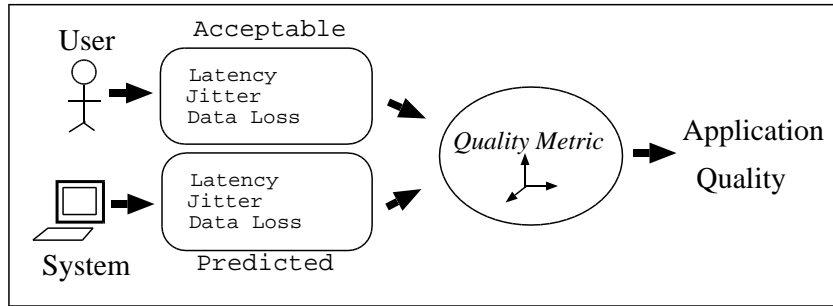 User
Acceptable
Latency
Jitter
Data Loss
System
Latency
Jitter
Data Loss
Predicted
Quality Metric
Application
Quality